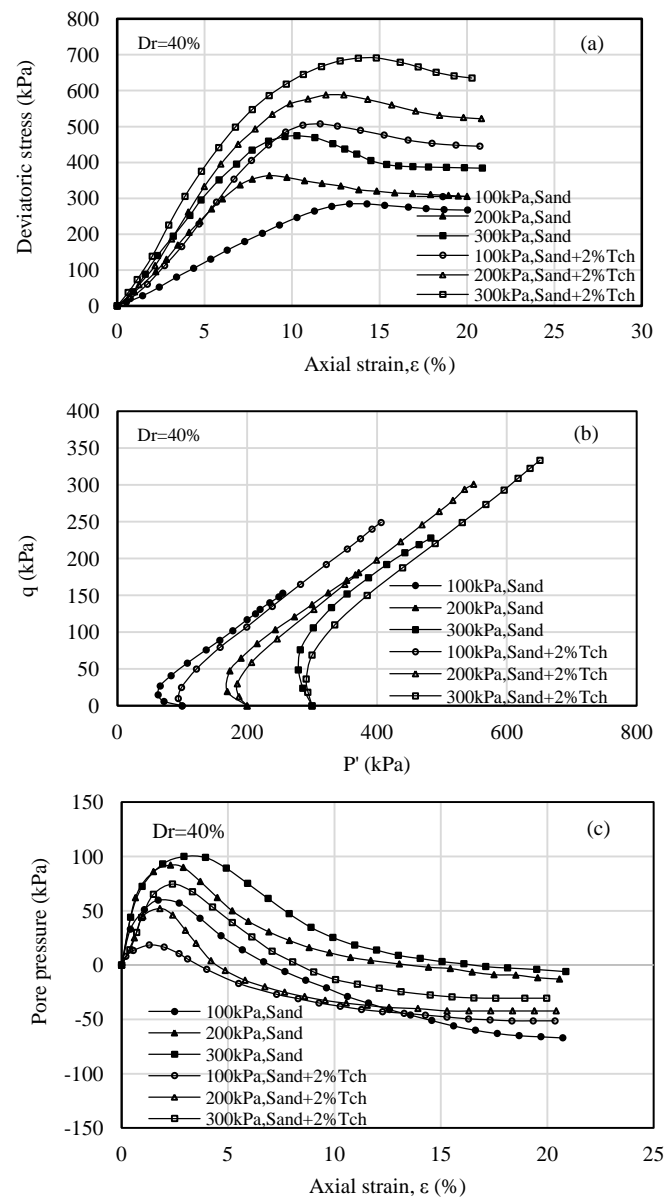 800
700
600
500
400
300
200
100
0
Deviatoric stress (kPa)
Dr=40%
(a)
100kPa,Sand
200kPa,Sand
300kPa,Sand
100kPa,Sand+2%Tch
200kPa,Sand+2%Tch
300kPa,Sand+2%Tch
0 5 10 15 20 25 30
Axial strain,ε (%)
400
350
300
250
200
150
100
50
0
q (kPa)
Dr=40%
(b)
100kPa,Sand
200kPa,Sand
300kPa,Sand
100kPa,Sand+2%Tch
200kPa,Sand+2%Tch
300kPa,Sand+2%Tch
0 200 400 600 800
P' (kPa)
150
100
50
0
-50
-100
-150
Pore pressure (kPa)
Dr=40%
(c)
100kPa,Sand
200kPa,Sand
300kPa,Sand
100kPa,Sand+2%Tch
200kPa,Sand+2%Tch
300kPa,Sand+2%Tch
0 5 10 15 20 25
Axial strain, ε (%)